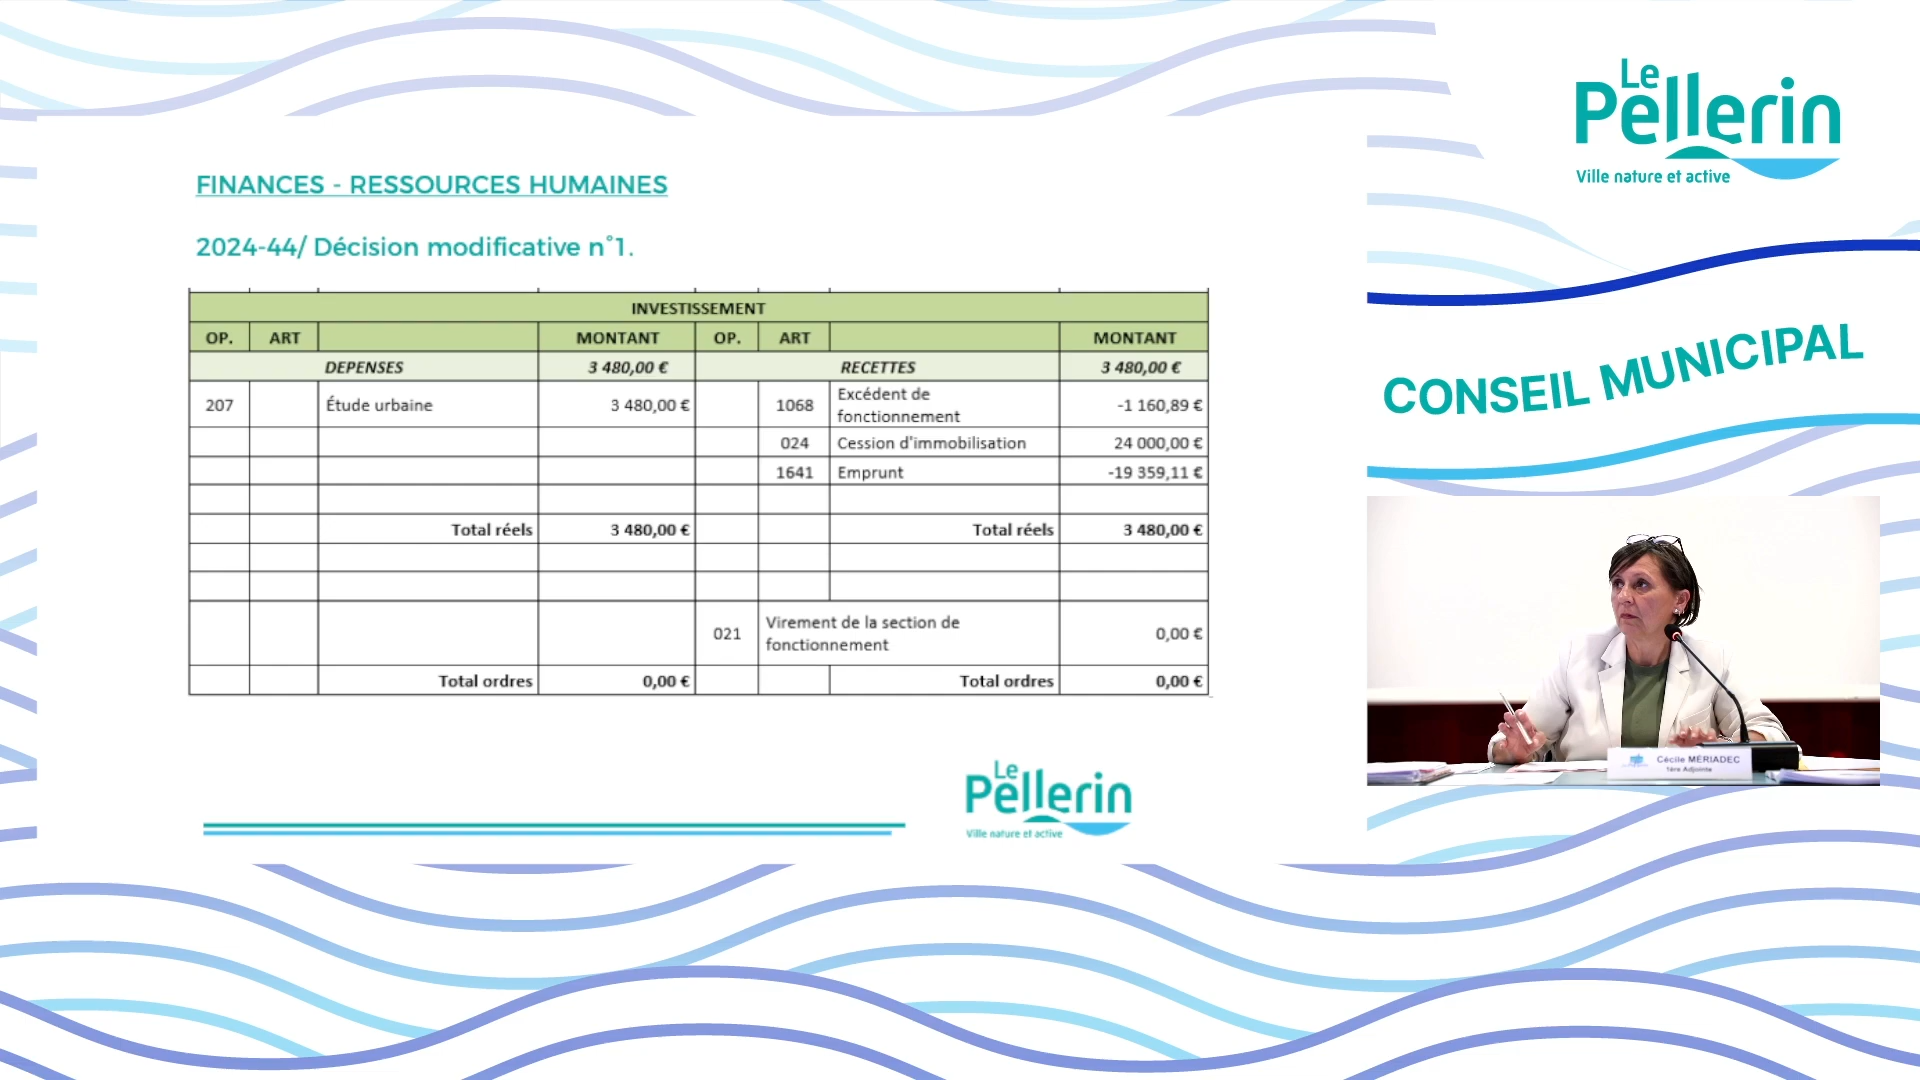 FINANCES - RESSOURCES HUMAINES
2024-44/ Décision modificative n°1.
INVESTISSEMENT
OP. ART MONTANT OP. ART MONTANT
DEPENSES 3 480,00 € RECETTES 3 480,00 €
207 Étude urbaine 3 480,00 € 1068 Excédent de fonctionnement -1 160,89 €
024 Cession d'immobilisation 24 000,00 €
1641 Emprunt -19 359,11 €
Total réels 3 480,00 € Total réels 3 480,00 €
021 Virement de la section de fonctionnement 0,00 €
Total ordres 0,00 € Total ordres 0,00 €
Le
Pellerin
Ville nature et active
Le
Pellerin
Ville nature et active
CONSEIL MUNICIPAL
Cécile MERIADEC
1ère Adjointe